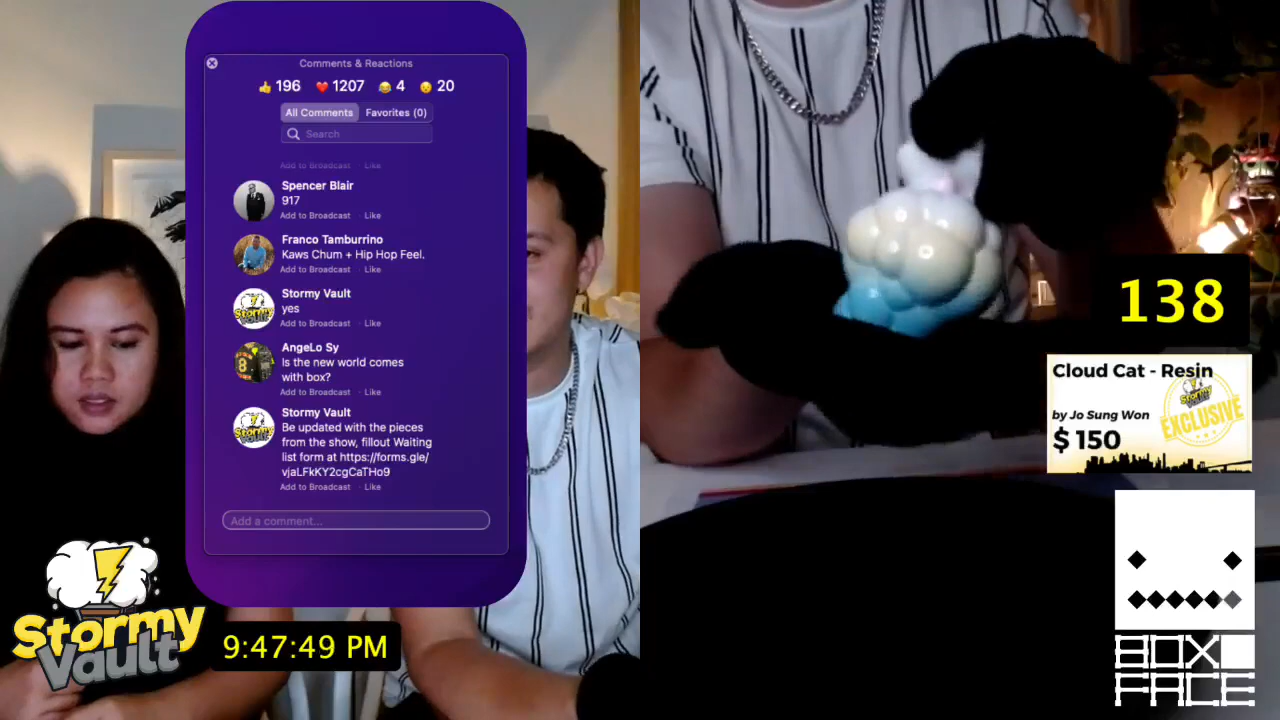 Comments & Reactions
196 1207 4 20
All Comments Favorites (0)
Search
Add to Broadcast · Like
Spencer Blair
917
Add to Broadcast · Like
Franco Tamburrino
Kaws Chum + Hip Hop Feel.
Add to Broadcast · Like
Stormy Vault
yes
Add to Broadcast · Like
AngeLo Sy
Is the new world comes
with box?
Add to Broadcast · Like
Stormy Vault
Be updated with the pieces
from the show, fillout Waiting
list form at https://forms.gle/
vjaLFkKY2cgCaTHo9
Add to Broadcast · Like
Add a comment...
Stormy
Vault
9:47:49 PM
138
Cloud Cat - Resin
by Jo Sung Won
$ 150
Stormy
EXCLUSIVE
BOX
FACE